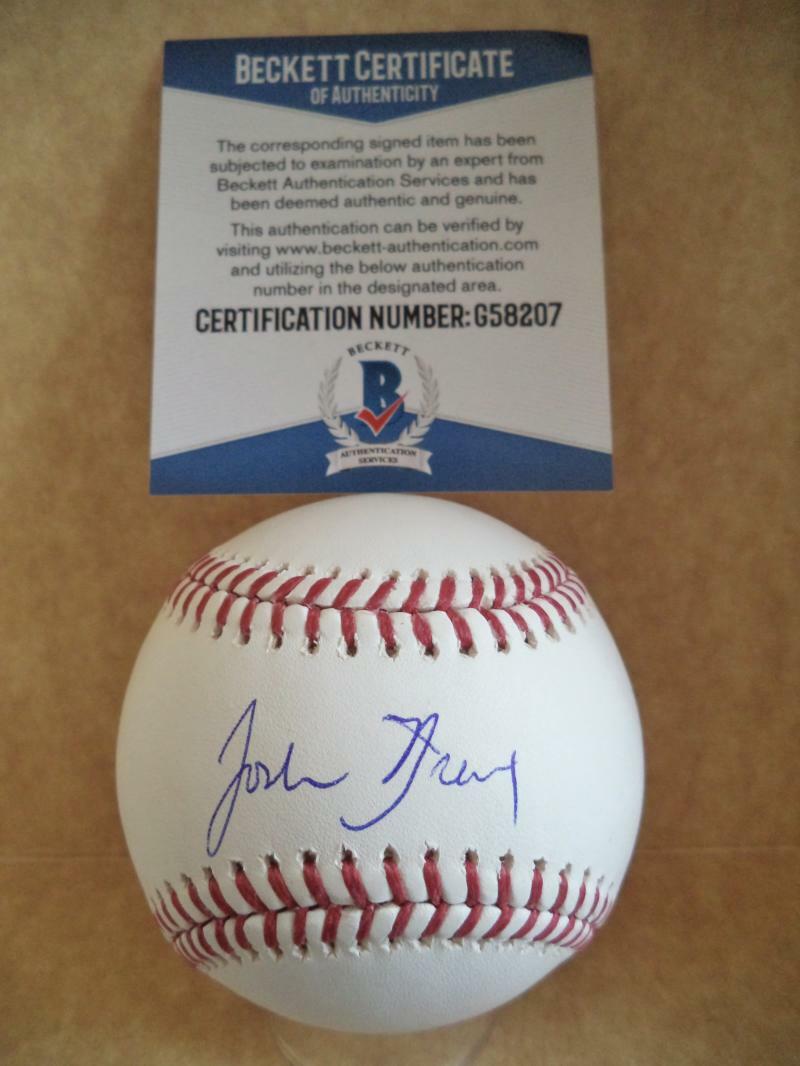 BECKETT CERTIFICATE
OF AUTHENTICITY
The corresponding signed item has been
subjected to examination by an expert from
Beckett Authentication Services and has
been deemed authentic and genuine.
This authentication can be verified by
visiting www.beckett-authentication.com
and utilizing the below authentication
number in the designated area.
CERTIFICATION NUMBER: G58207
BECKETT
B
AUTHENTICATION
SERVICES
Josh